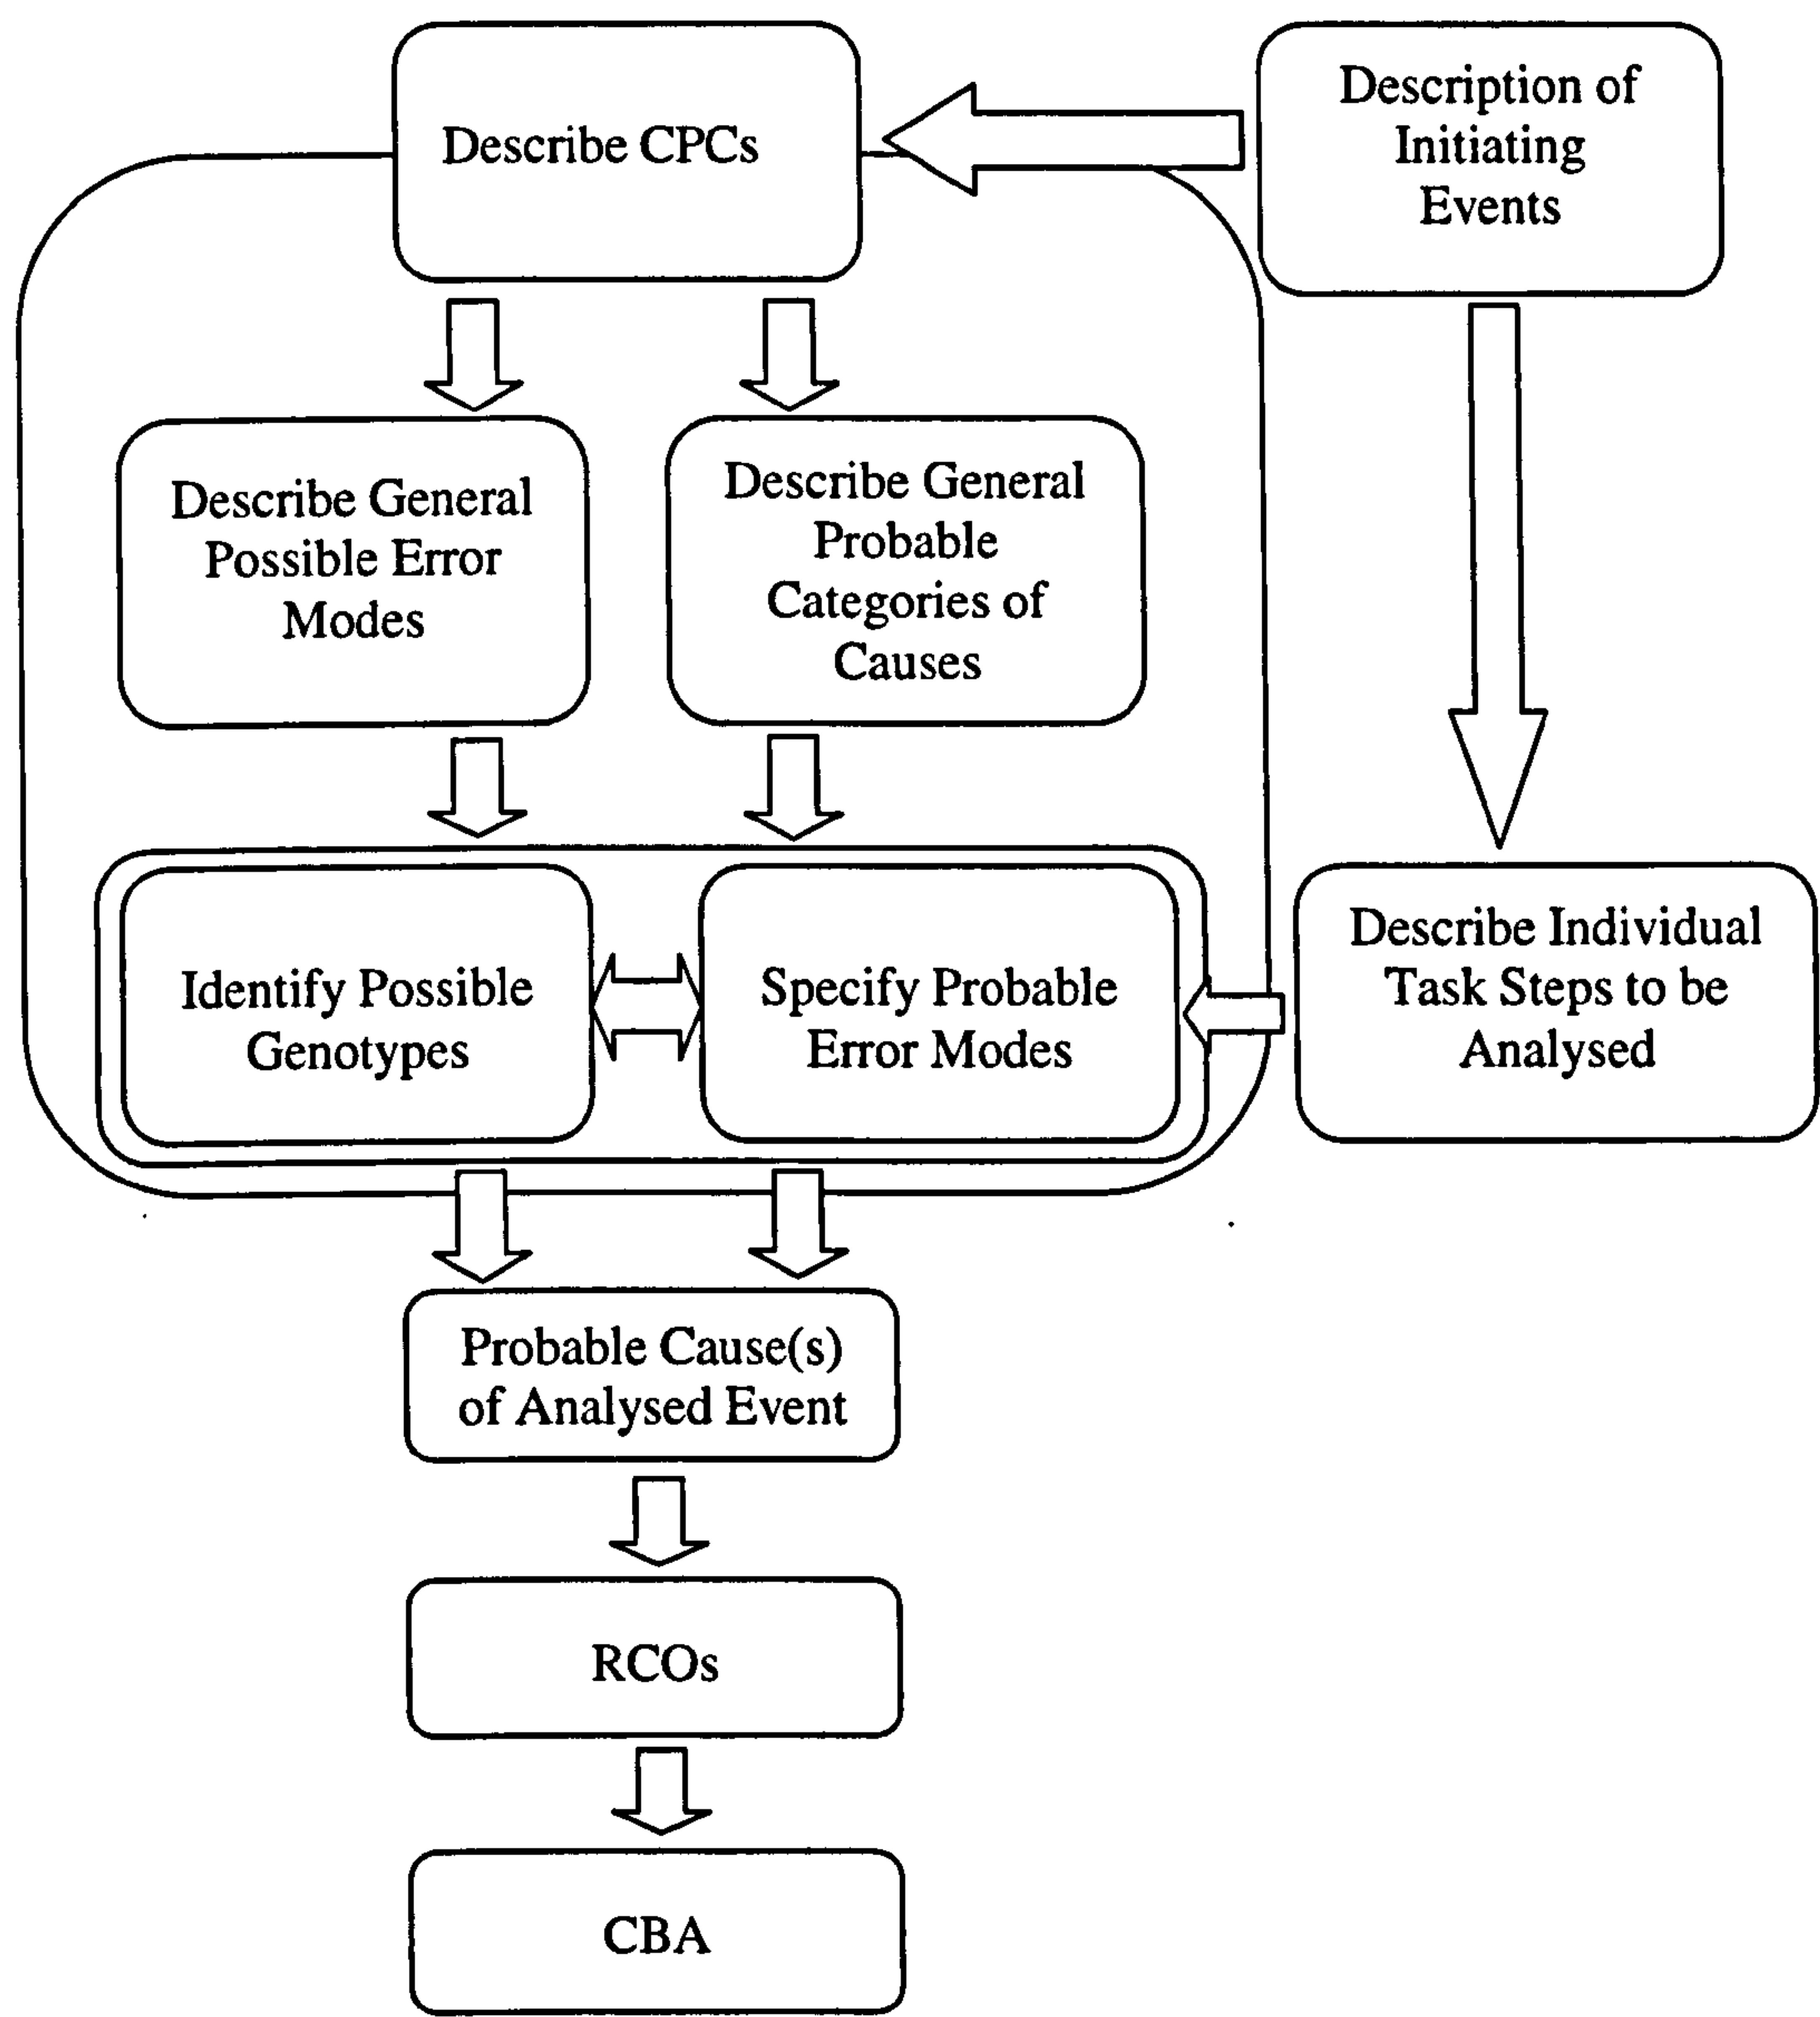 Describe CPCs
Description of
Initiating
Events
Describe General
Possible Error
Modes
Describe General
Probable
Categories of
Causes
Identify Possible
Genotypes
Specify Probable
Error Modes
Describe Individual
Task Steps to be
Analysed
Probable Cause(s)
of Analysed Event
RCOs
CBA